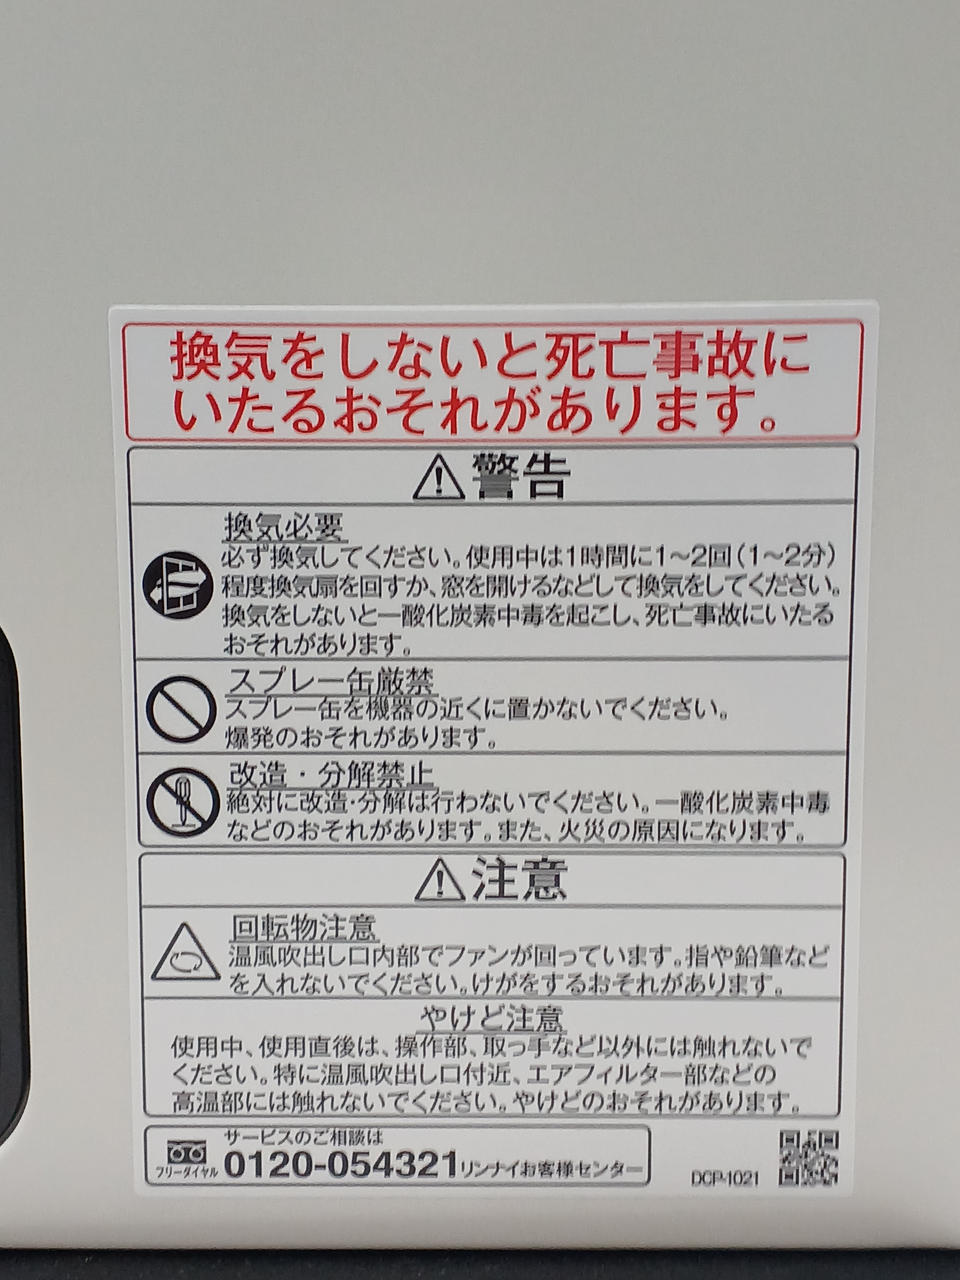 換気をしないと死亡事故に
いたるおそれがあります。
警告
換気必要
必ず換気してください。使用中は1時間に1〜2回(1〜2分)
程度換気扇を回すか、窓を開けるなどして換気をしてください。
換気をしないと一酸化炭素中毒を起こし、死亡事故にいたる
おそれがあります。
スプレー缶厳禁
スプレー缶を機器の近くに置かないでください。
爆発のおそれがあります。
改造・分解禁止
絶対に改造・分解は行わないでください。一酸化炭素中毒
などのおそれがあります。また、火災の原因になります。
注意
回転物注意
温風吹出し口内部でファンが回っています。指や鉛筆など
を入れないでください。けがをするおそれがあります。
やけど注意
使用中、使用直後は、操作部、取っ手など以外には触れないで
ください。特に温風吹出し口付近、エアフィルター部などの
高温部には触れないでください。やけどのおそれがあります。
サービスのご相談は
フリーダイヤル 0120-054321 リンナイお客様センター
DCP-1021